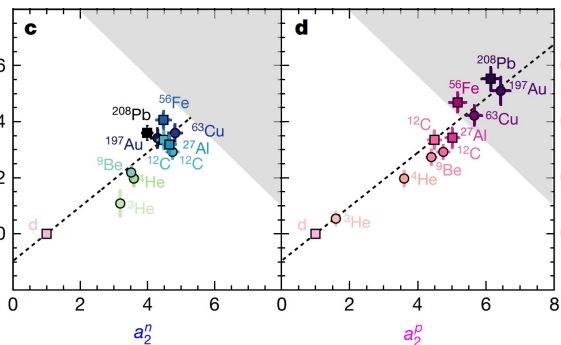 c
d
6
4
2
0
208Pb
56Fe
63Cu
197Au
27Al
12C
12C
9Be
4He
3He
d
208Pb
197Au
56Fe
63Cu
12C
27Al
12C
9Be
4He
3He
d
0 2 4 6 0 2 4 6 8
a₂ⁿ
a₂ᵖ